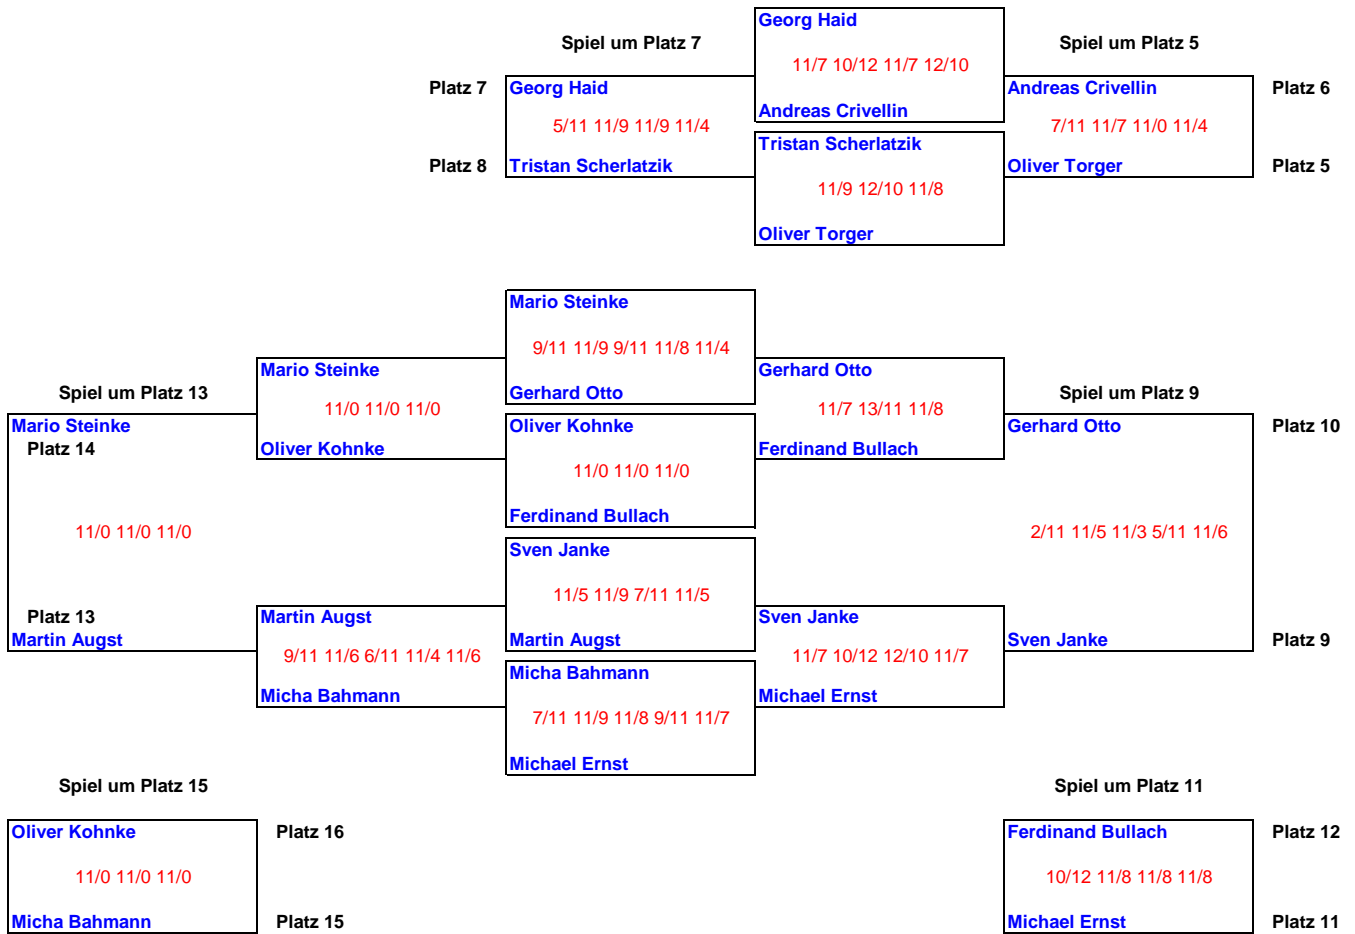 Georg Haid
Spiel um Platz 7
Spiel um Platz 5
11/7 10/12 11/7 12/10
Platz 7
Georg Haid
Andreas Crivellin
Platz 6
Andreas Crivellin
5/11 11/9 11/9 11/4
7/11 11/7 11/0 11/4
Tristan Scherlatzik
Platz 8
Tristan Scherlatzik
Oliver Torger
Platz 5
11/9 12/10 11/8
Oliver Torger
Mario Steinke
9/11 11/9 9/11 11/8 11/4
Mario Steinke
Gerhard Otto
Spiel um Platz 13
Gerhard Otto
Spiel um Platz 9
11/0 11/0 11/0
11/7 13/11 11/8
Mario Steinke
Oliver Kohnke
Gerhard Otto
Platz 10
Platz 14
Oliver Kohnke
Ferdinand Bullach
11/0 11/0 11/0
Ferdinand Bullach
11/0 11/0 11/0
2/11 11/5 11/3 5/11 11/6
Sven Janke
11/5 11/9 7/11 11/5
Platz 13
Martin Augst
Sven Janke
Martin Augst
Martin Augst
Sven Janke
Platz 9
9/11 11/6 6/11 11/4 11/6
11/7 10/12 12/10 11/7
Micha Bahmann
Micha Bahmann
Michael Ernst
7/11 11/9 11/8 9/11 11/7
Michael Ernst
Spiel um Platz 15
Spiel um Platz 11
Oliver Kohnke
Platz 16
Ferdinand Bullach
Platz 12
11/0 11/0 11/0
10/12 11/8 11/8 11/8
Micha Bahmann
Platz 15
Michael Ernst
Platz 11